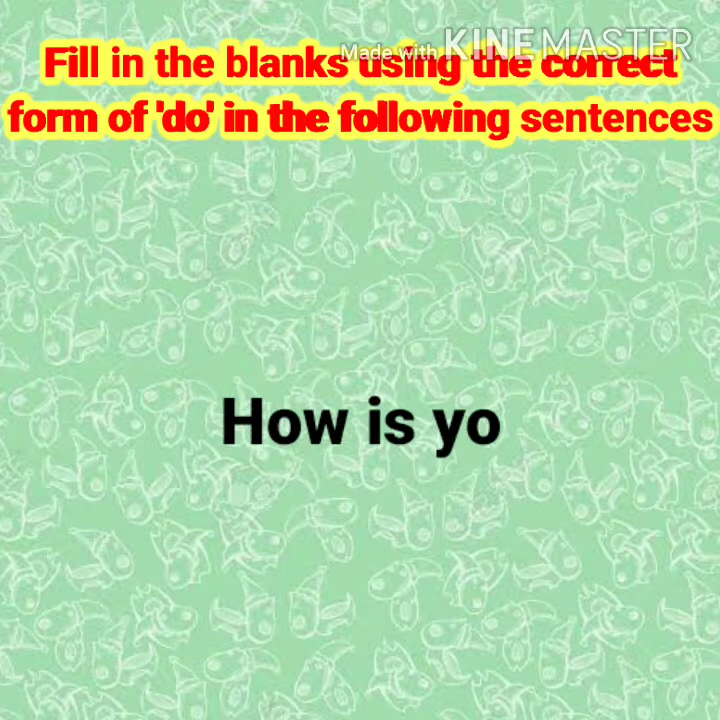 Fill in the blanks using the correct
Made with KINEMASTER
form of 'do' in the following sentences
How is yo